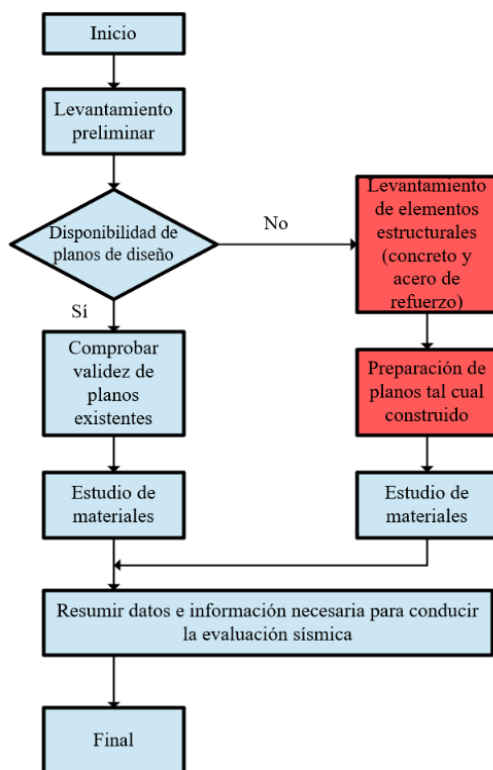 Inicio
Levantamiento
preliminar
Disponibilidad de
planos de diseño
No
Levantamiento
de elementos
estructurales
(concreto y
acero de
refuerzo)
Sí
Comprobar
validez de
planos
existentes
Preparación de
planos tal cual
construido
Estudio de
materiales
Estudio de
materiales
Resumir datos e información necesaria para conducir
la evaluación sísmica
Final